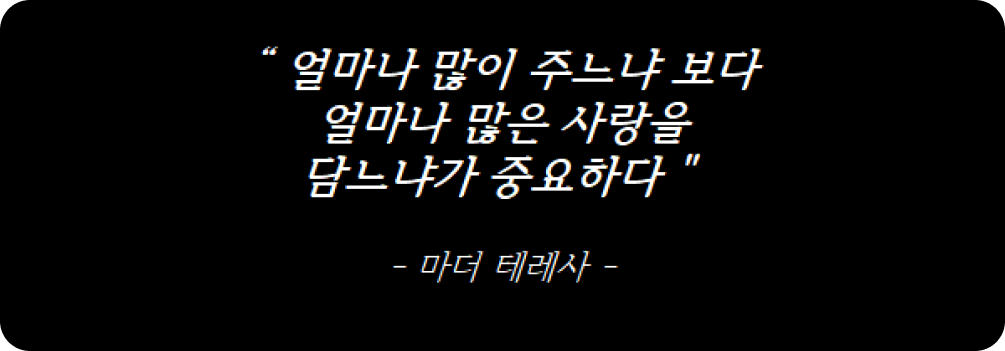 “ 얼마나 많이 주느냐 보다
얼마나 많은 사랑을
담느냐가 중요하다 "
- 마더 테레사 -